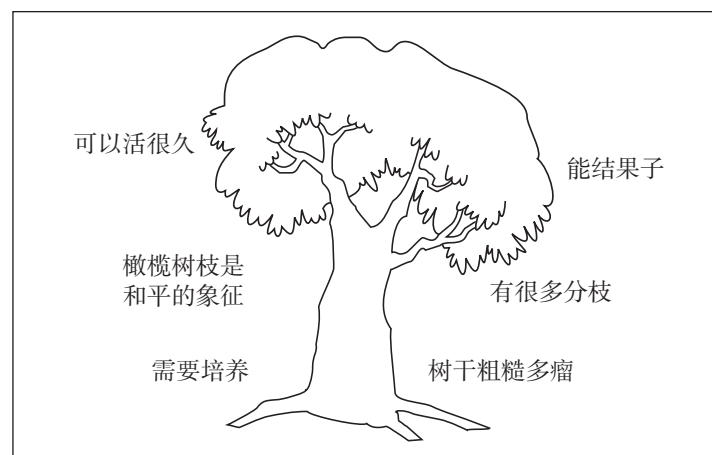 可以活很久
能结果子
橄榄树枝是
和平的象征
有很多分枝
需要培养
树干粗糙多瘤